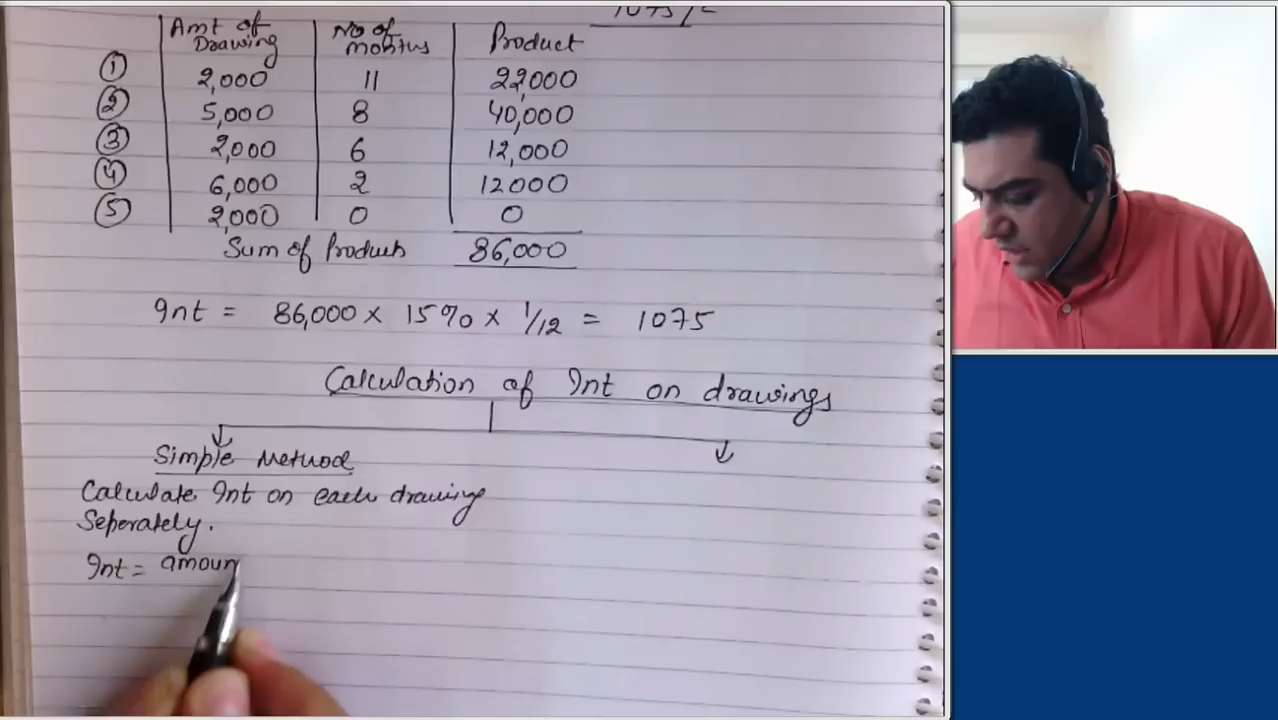 1075/-
Amt of Drawing No of months Product
① 2,000 11 22,000
② 5,000 8 40,000
③ 2,000 6 12,000
④ 6,000 2 12000
⑤ 2,000 0 0
Sum of Products 86,000
Int = 86,000 × 15% × 1/12 = 1075
Calculation of Int on drawings
Simple Method
Calculate Int on each drawing
Seperately.
Int = amoun